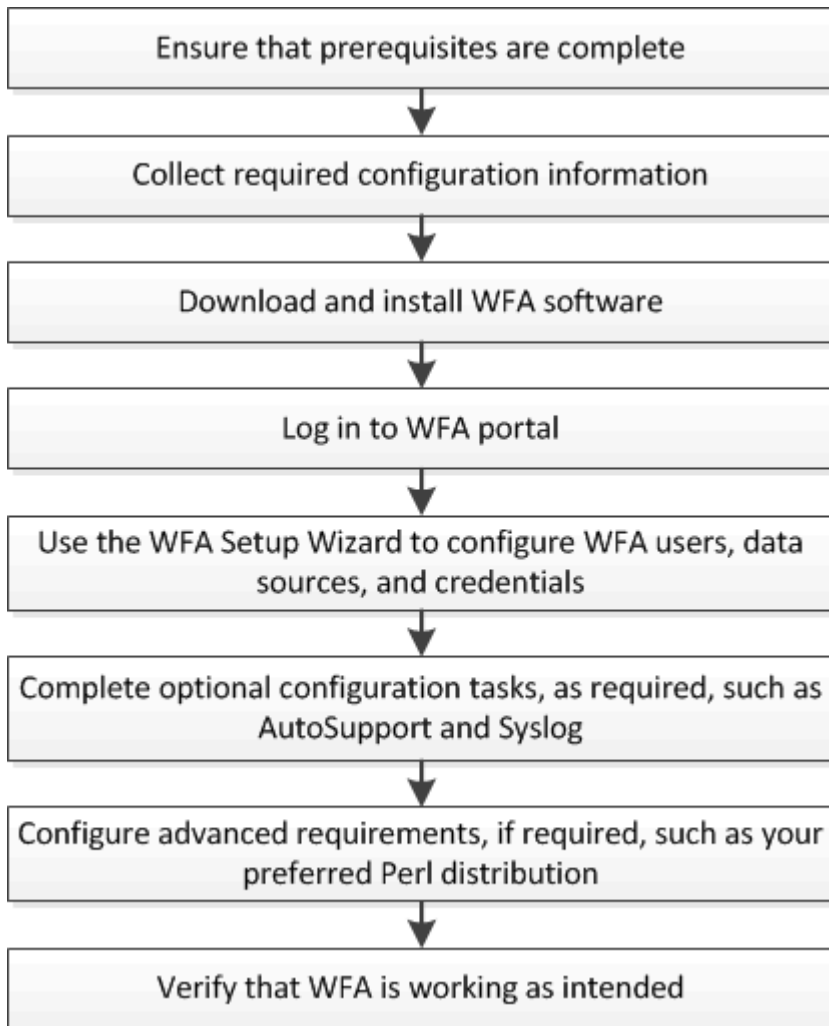 Ensure that prerequisites are complete
Collect required configuration information
Download and install WFA software
Log in to WFA portal
Use the WFA Setup Wizard to configure WFA users, data
sources, and credentials
Complete optional configuration tasks, as required, such as
AutoSupport and Syslog
Configure advanced requirements, if required, such as your
preferred Perl distribution
Verify that WFA is working as intended